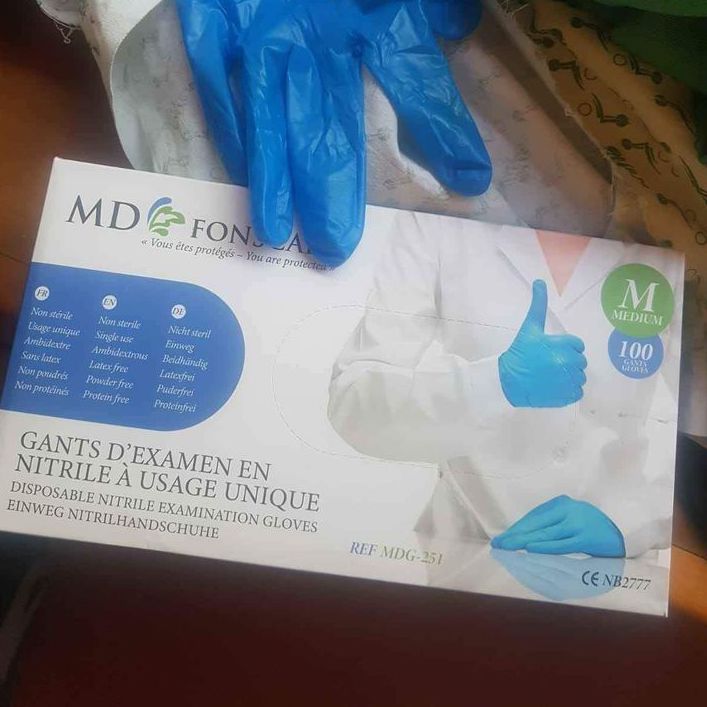 MD FONSCA
« Vous êtes protégés – You are protected »
M
MEDIUM
100
GANTS
GLOVES
FR
Non stérile
Usage unique
Ambidextre
Sans latex
Non poudrés
Non protéinés
EN
Non sterile
Single use
Ambidextrous
Latex free
Powder free
Protein free
DE
Nicht steril
Einweg
Beidhändig
Latexfrei
Puderfrei
Proteinfrei
GANTS D'EXAMEN EN
NITRILE À USAGE UNIQUE
DISPOSABLE NITRILE EXAMINATION GLOVES
EINWEG NITRILHANDSCHUHE
REF MDG-251
CE NB2777